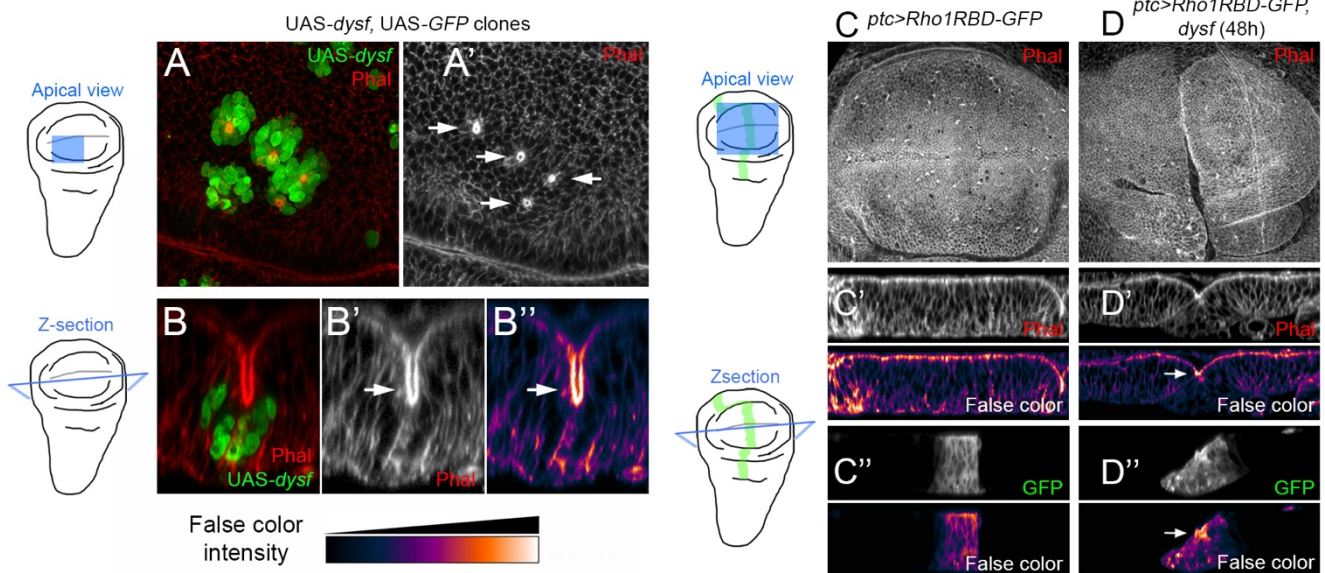 UAS-dysf, UAS-GFP clones
A
UAS-dysf
Phal
A'
Phal
Apical view
Z-section
B
Phal
UAS-dysf
B'
Phal
B''
False color
intensity
C
ptc>Rho1RBD-GFP
D
ptc>Rho1RBD-GFP,
dysf (48h)
Apical view
Phal
Phal
C'
Phal
D'
Phal
False color
False color
Zsection
C''
GFP
D''
GFP
False color
False color